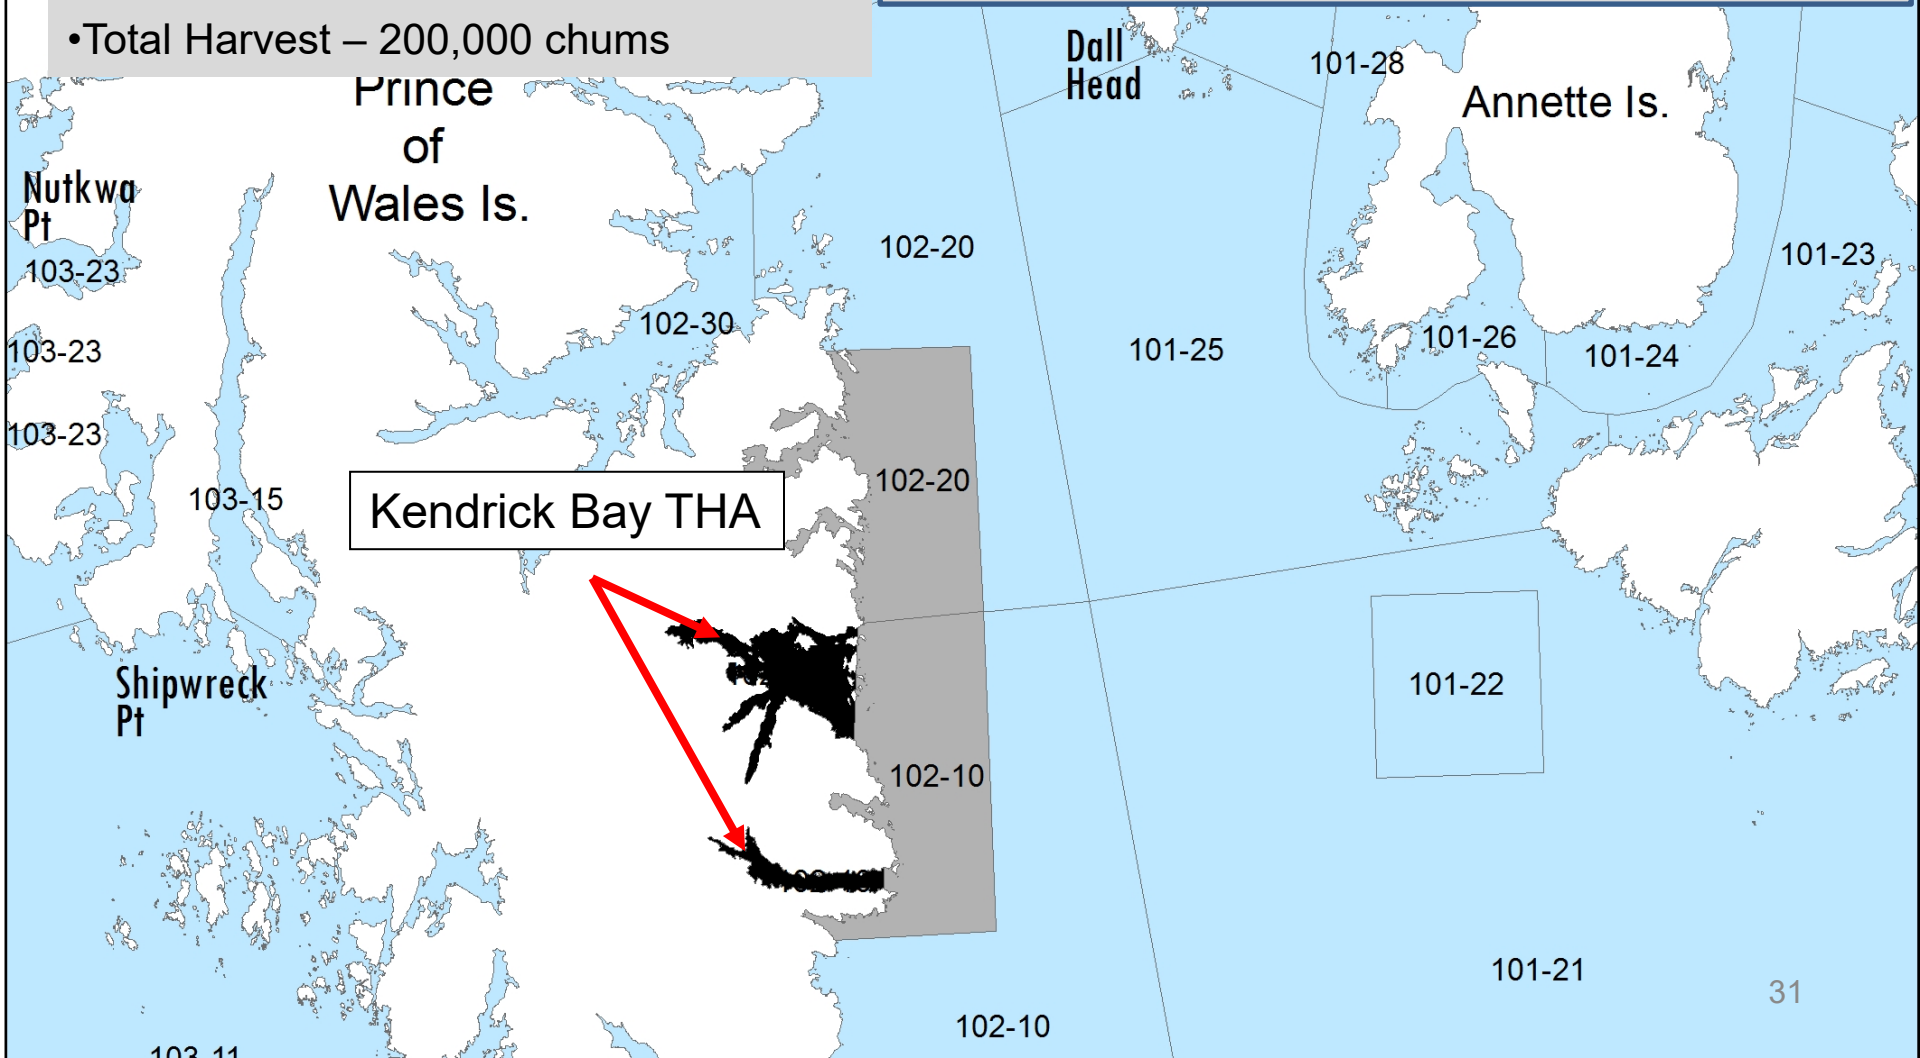 •Total Harvest – 200,000 chums
Prince
of
Wales Is.
Dall
Head
101-28
Annette Is.
Nutkwa
Pt
103-23
102-20
101-23
102-30
103-23
101-25
101-26
101-24
103-23
103-15
102-20
Kendrick Bay THA
Shipwreck
Pt
101-22
102-10
101-21
31
102-10
103-11